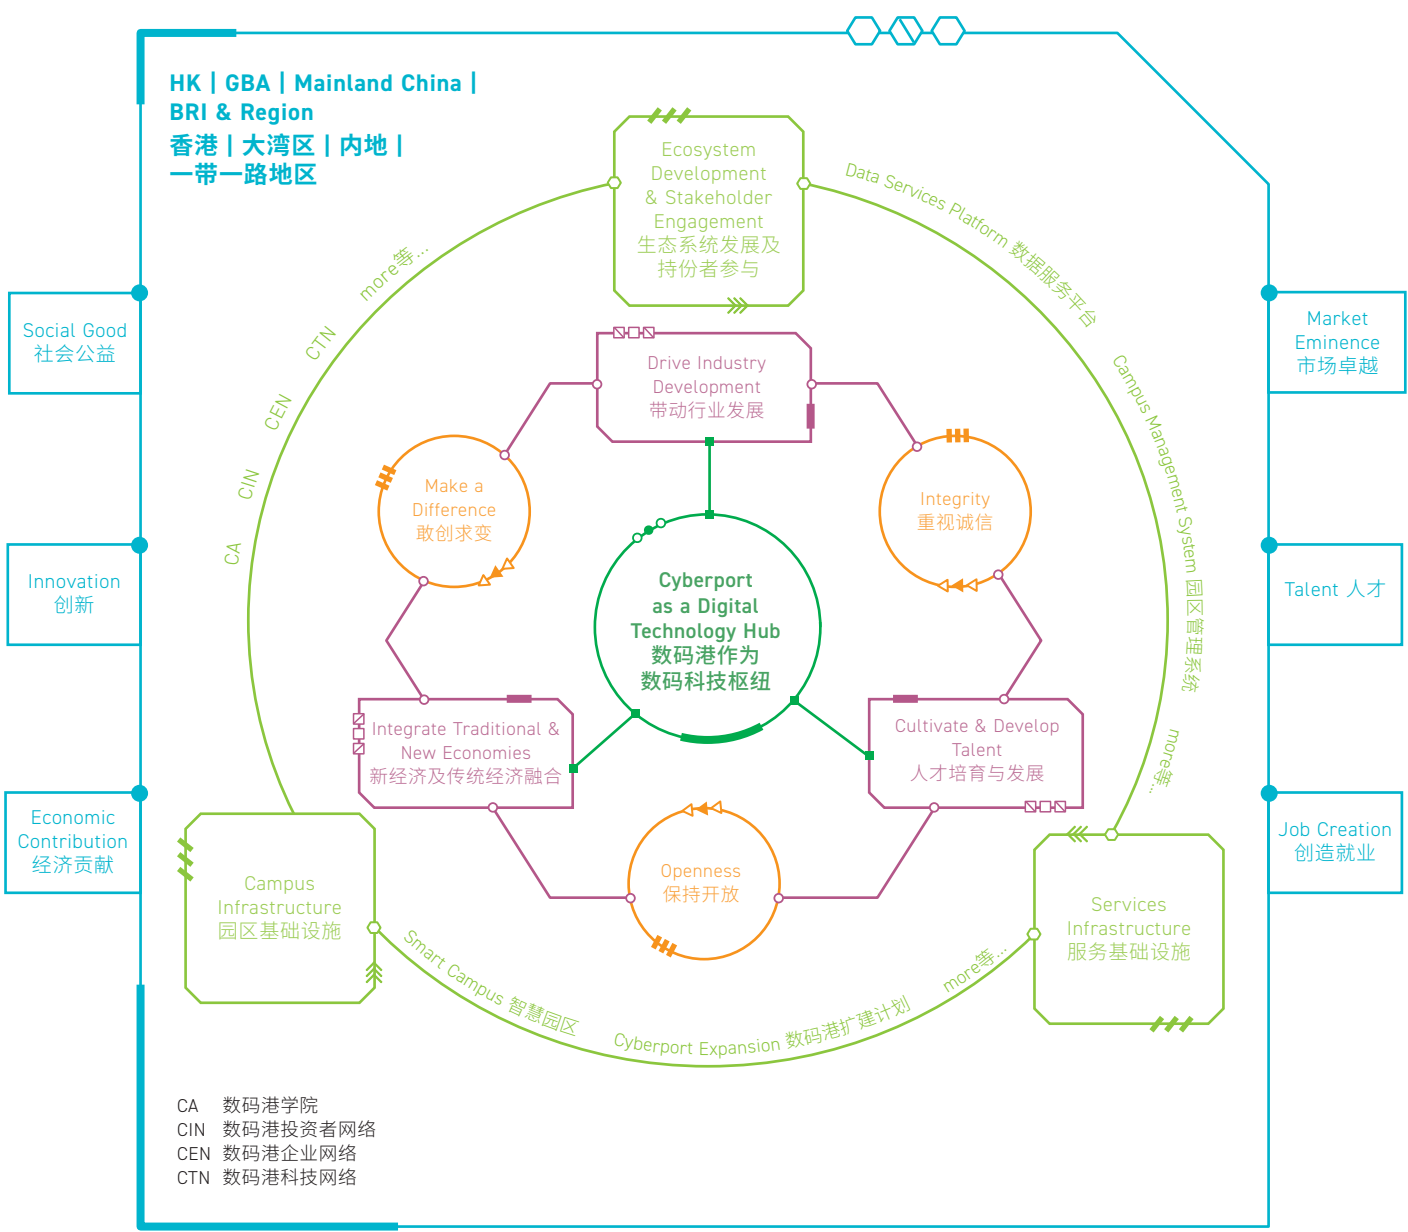 HK | GBA | Mainland China |
BRI & Region
香港 | 大湾区 | 内地 |
一带一路地区
Ecosystem
Development
& Stakeholder
Engagement
生态系统发展及
持份者参与
Data Services Platform 数据服务平台
Campus Management System 园区管理系统
more等...
more等...
CTN
CEN
CIN
CA
Social Good
社会公益
Innovation
创新
Economic
Contribution
经济贡献
Market
Eminence
市场卓越
Talent 人才
Job Creation
创造就业
Drive Industry
Development
带动行业发展
Make a
Difference
敢创求变
Integrity
重视诚信
Cyberport
as a Digital
Technology Hub
数码港作为
数码科技枢纽
Integrate Traditional &
New Economies
新经济及传统经济融合
Cultivate & Develop
Talent
人才培育与发展
Openness
保持开放
Campus
Infrastructure
园区基础设施
Services
Infrastructure
服务基础设施
Smart Campus 智慧园区
Cyberport Expansion 数码港扩建计划
more等...
CA 数码港学院
CIN 数码港投资者网络
CEN 数码港企业网络
CTN 数码港科技网络